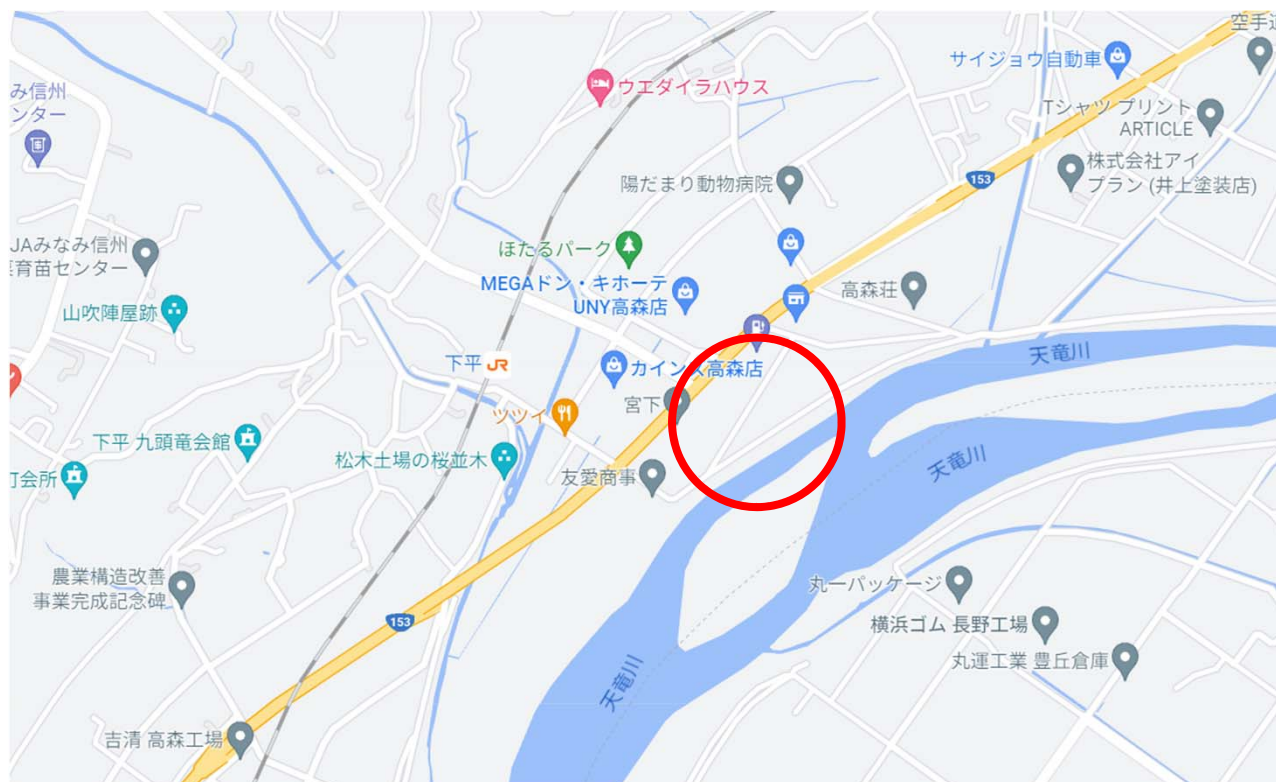 空手道
サイジョウ自動車
み信州
ンター
ウエダイラハウス
Tシャツ プリント
ARTICLE
153
株式会社アイ
プラン (井上塗装店)
陽だまり動物病院
JAみなみ信州
育苗センター
ほたるパーク
MEGAドン・キホーテ
UNY高森店
高森荘
山吹陣屋跡
下平 JR
カインズ高森店
天竜川
宮下
ツツイ
下平 九頭竜会館
松木土場の桜並木
天竜川
町会所
友愛商事
農業構造改善
事業完成記念碑
丸一パッケージ
153
横浜ゴム 長野工場
丸運工業 豊丘倉庫
天竜川
吉清 高森工場